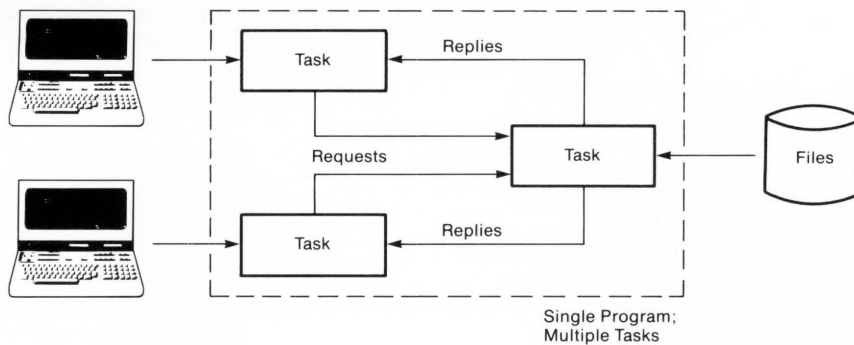 Task
Replies
Requests
Task
Files
Task
Replies
Single Program;
Multiple Tasks